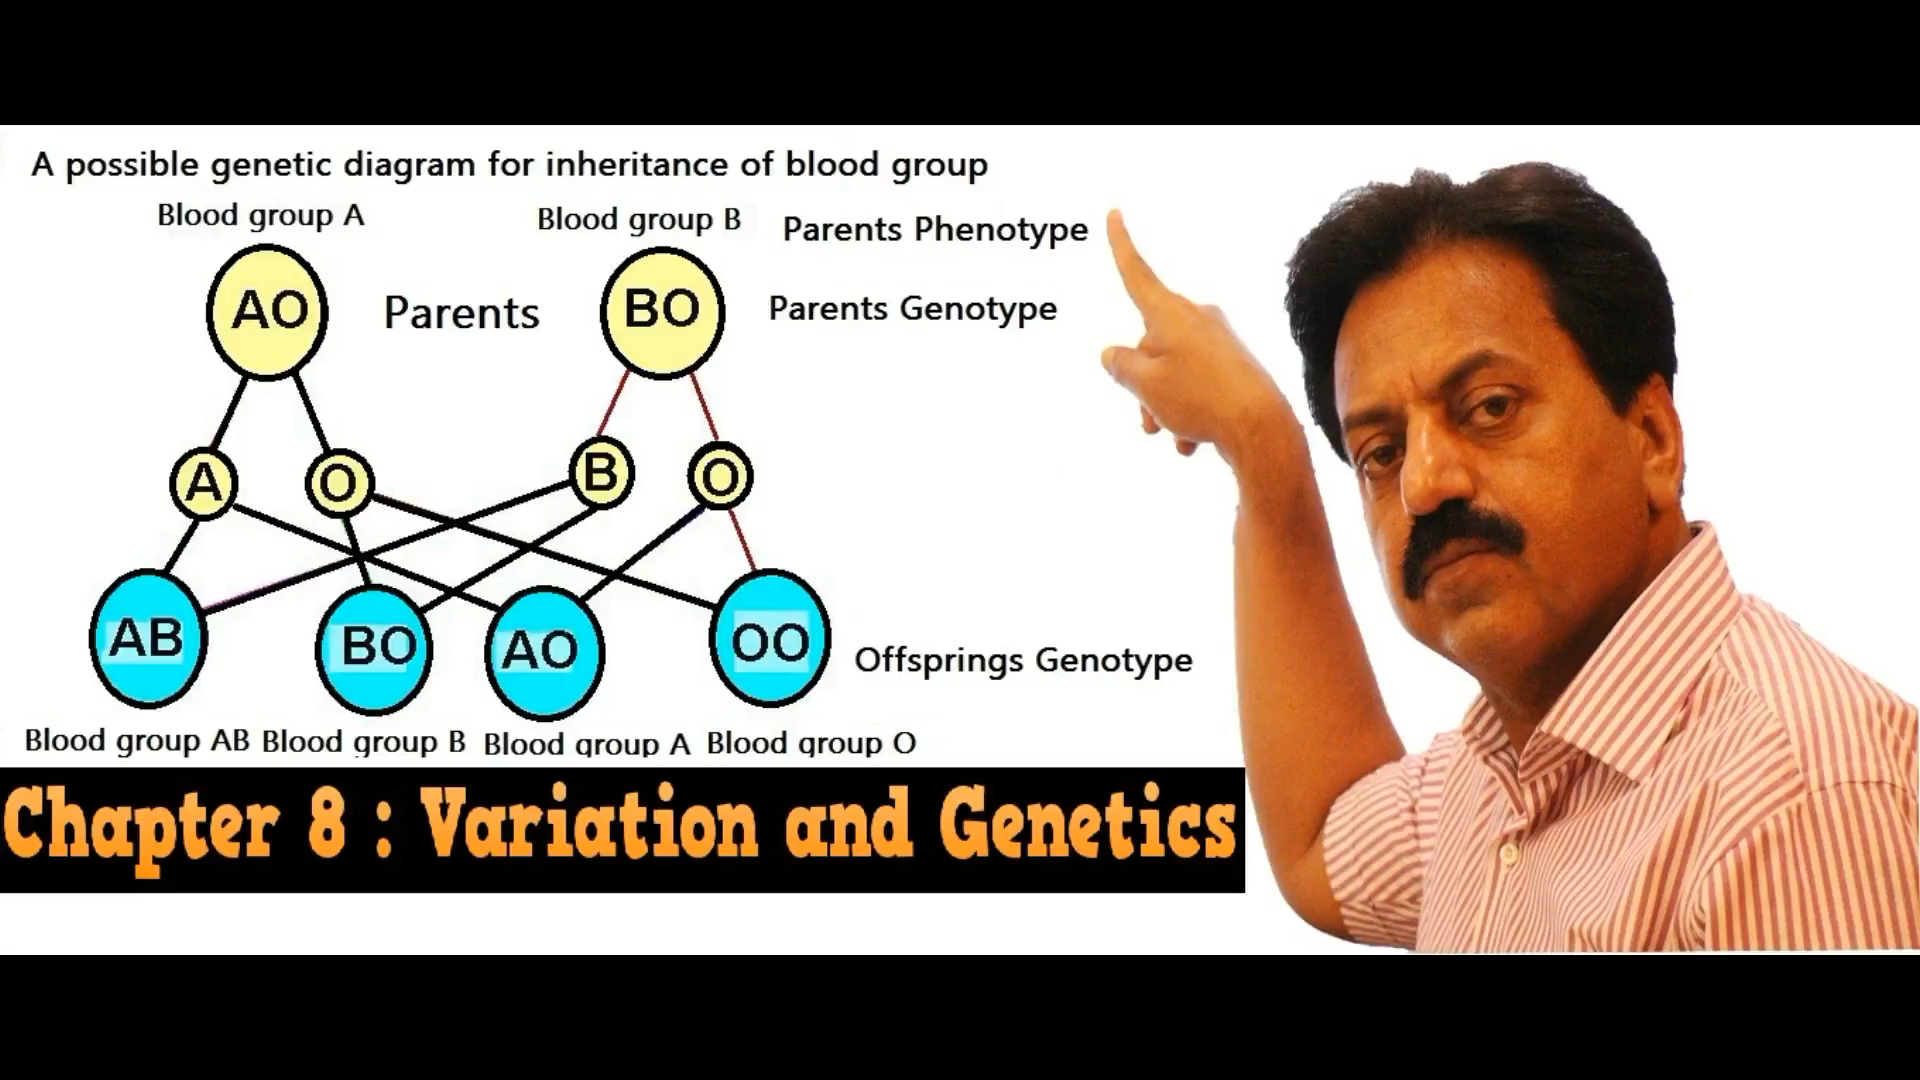 A possible genetic diagram for inheritance of blood group
Blood group A
Blood group B
Parents Phenotype
AO
Parents
BO
Parents Genotype
A
O
B
O
AB
BO
AO
OO
Offsprings Genotype
Blood group AB
Blood group B
Blood group A
Blood group O
Chapter 8 : Variation and Genetics